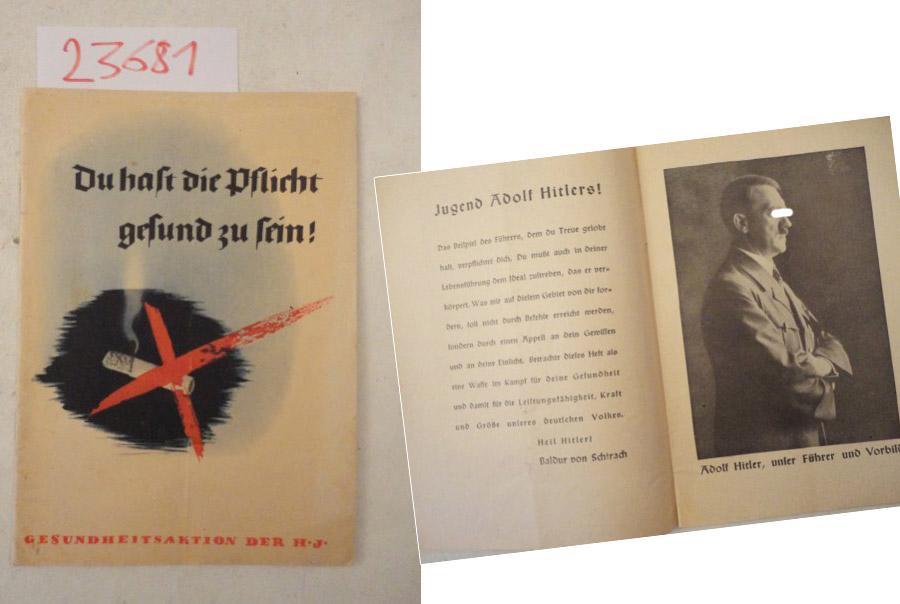 23681
Du hast die Pflicht
gesund zu sein!
GESUNDHEITSAKTION DER H.J.
Jugend Adolf Hitlers!
Das Beispiel des Führers, dem du Treue gelobt
hast, verpflichtet dich. Du mußt auch in deiner
Lebensführung dem Ideal zustreben, das er ver-
körpert. Was wir auf diesem Gebiet von dir for-
dern, soll nicht durch Befehle erreicht werden,
sondern durch einen Appell an dein Gewissen
und an deine Einsicht. Betrachte dieses Heft als
eine Waffe im Kampf für deine Gesundheit
und damit für die Leistungsfähigkeit, Kraft
und Größe unseres deutschen Volkes.
Heil Hitler!
Baldur von Schirach
Adolf Hitler, unser Führer und Vorbild